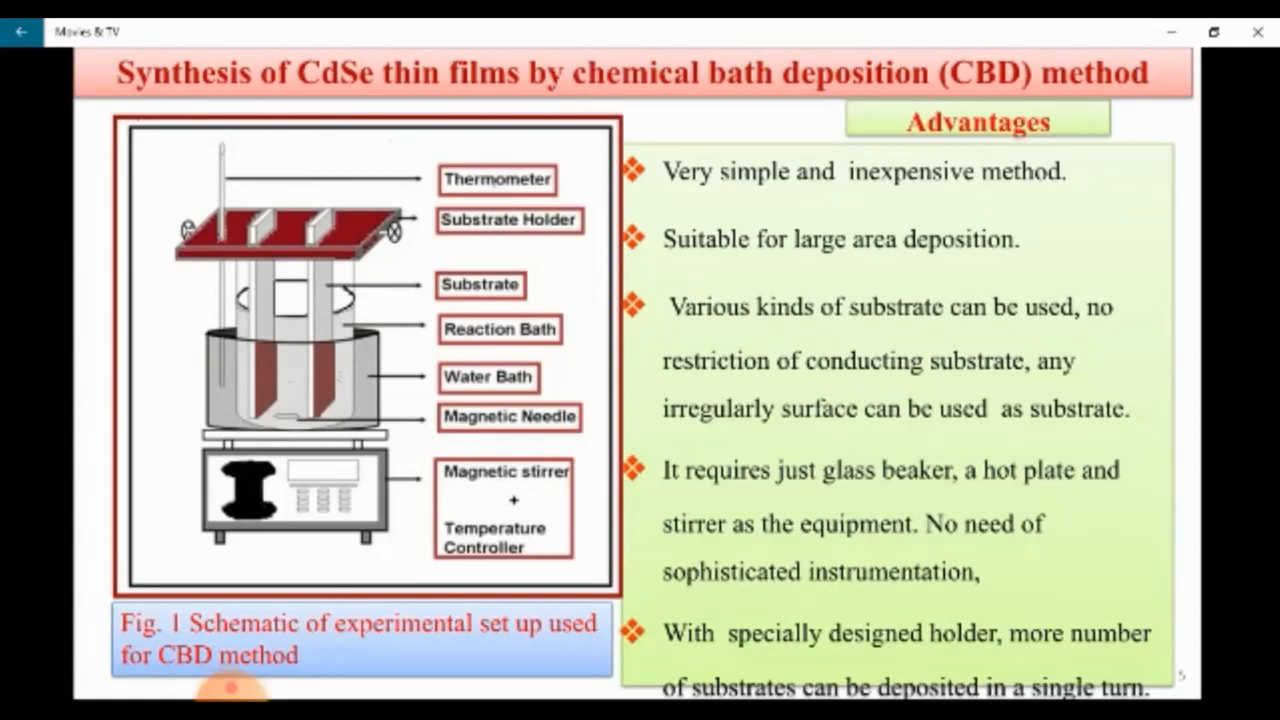 Movies & TV
Synthesis of CdSe thin films by chemical bath deposition (CBD) method
Thermometer
Substrate Holder
Substrate
Reaction Bath
Water Bath
Magnetic Needle
Magnetic stirrer
+
Temperature
Controller
Fig. 1 Schematic of experimental set up used
for CBD method
Advantages
Very simple and inexpensive method.
Suitable for large area deposition.
Various kinds of substrate can be used, no
restriction of conducting substrate, any
irregularly surface can be used as substrate.
It requires just glass beaker, a hot plate and
stirrer as the equipment. No need of
sophisticated instrumentation,
With specially designed holder, more number
of substrates can be deposited in a single turn.
5